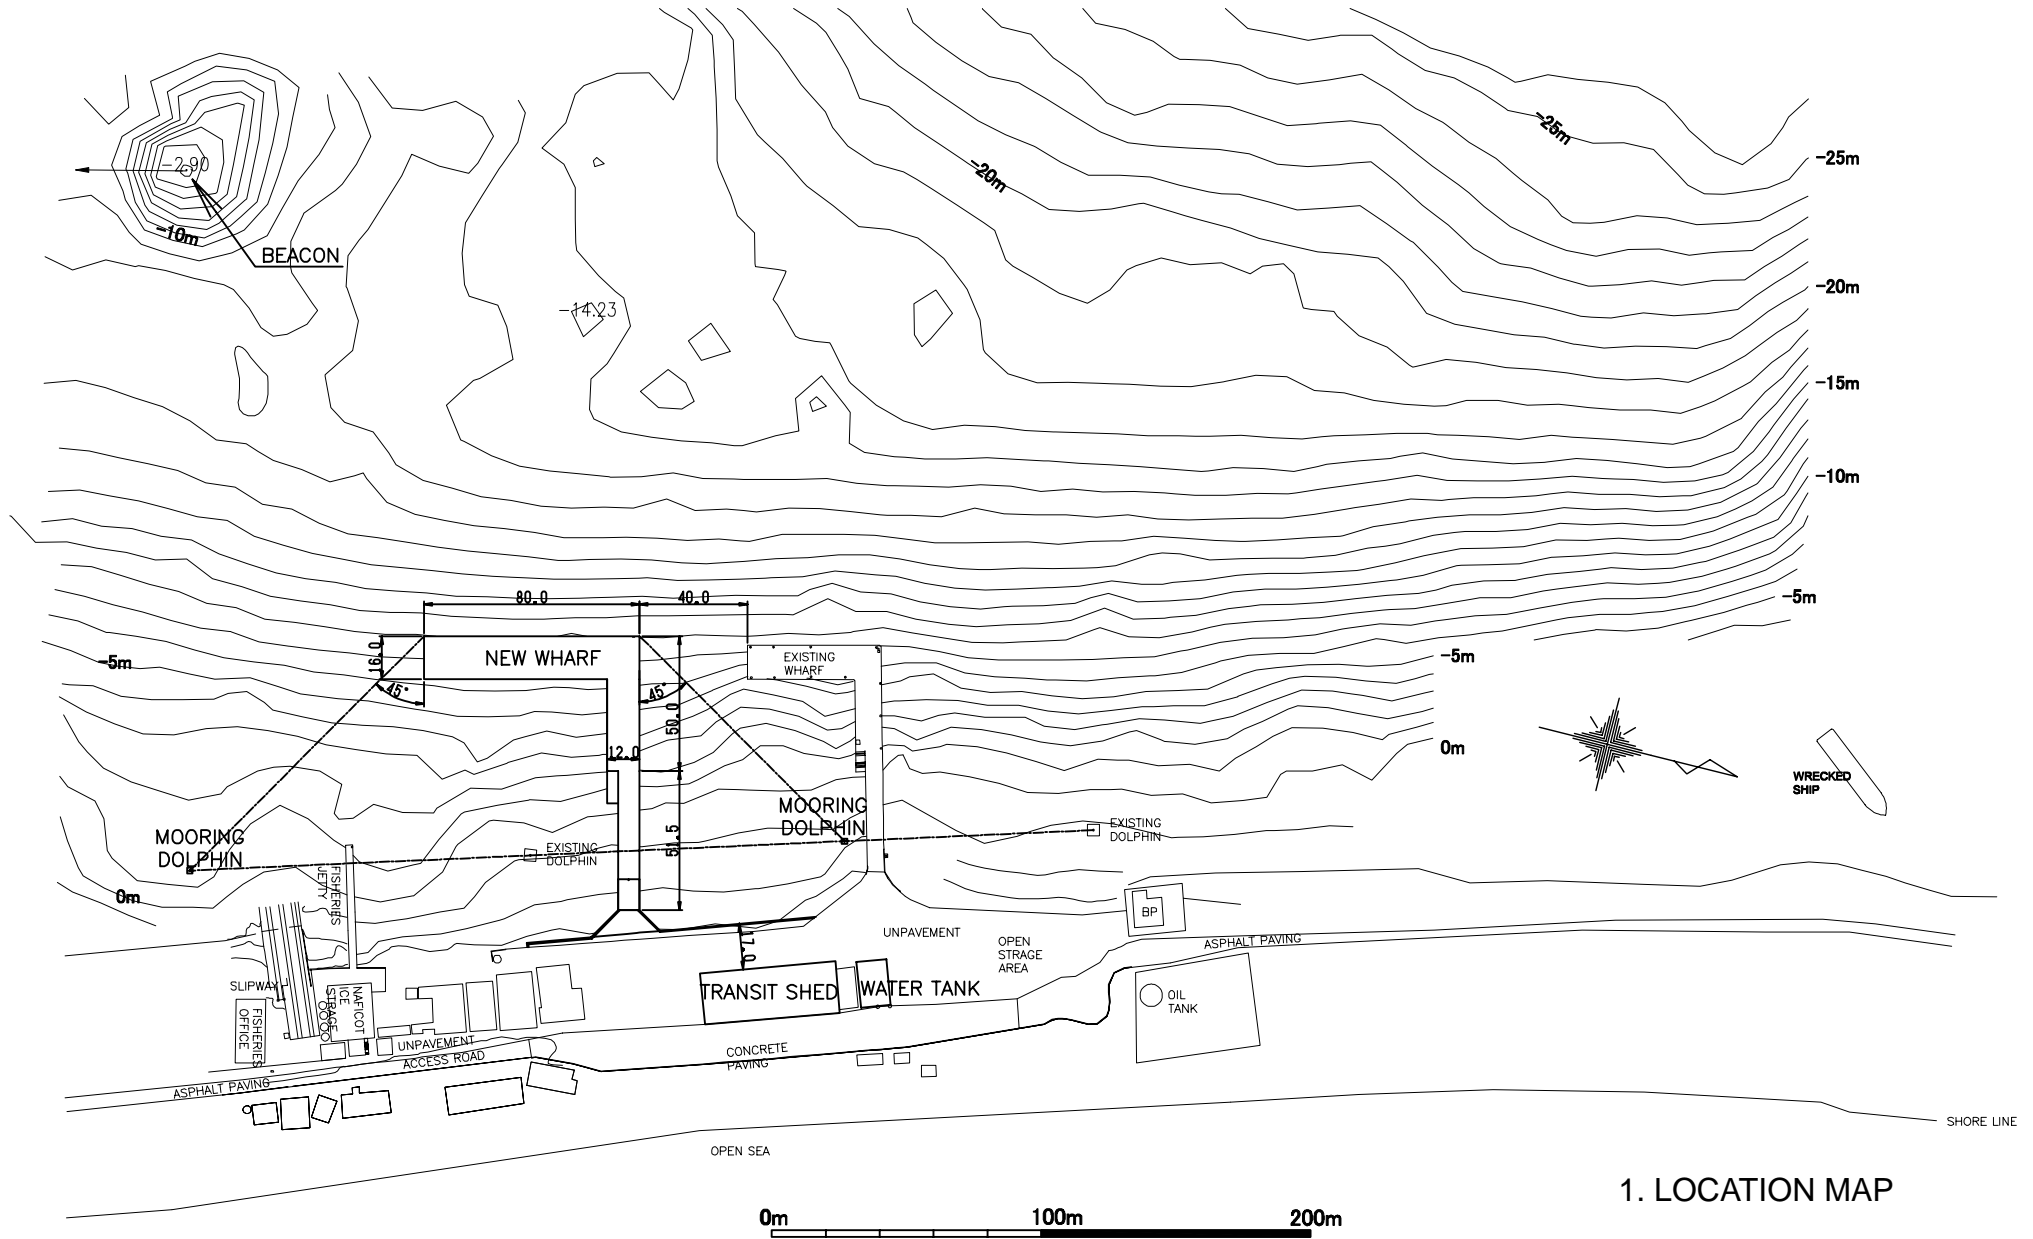 -25m
-25m
-2.90
-20m
-10m
BEACON
-20m
-14.23
-15m
-10m
80.0
40.0
-5m
16.0
NEW WHARF
EXISTING
WHARF
-5m
-5m
45°
45°
50.0
12.0
0m
WRECKED
SHIP
MOORING
DOLPHIN
MOORING
DOLPHIN
EXISTING
DOLPHIN
EXISTING
DOLPHIN
51.5
FISHERIES
JETTY
0m
BP
UNPAVEMENT
OPEN
STRAGE
AREA
ASPHALT PAVING
17.0
SLIPWAY
NAFICOT
ICE
STRAGE
TRANSIT SHED
WATER TANK
OIL
TANK
FISHERIES
OFFICE
UNPAVEMENT
ACCESS ROAD
CONCRETE
PAVING
ASPHALT PAVING
SHORE LINE
OPEN SEA
1. LOCATION MAP
0m
100m
200m